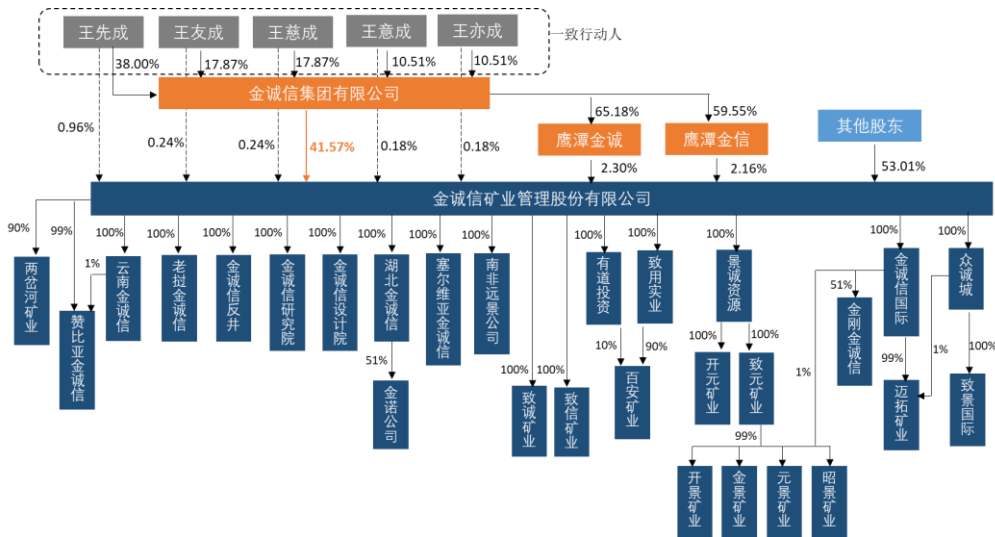 王先成
王友成
王慈成
王意成
王亦成
一致行动人
38.00%
17.87%
17.87%
10.51%
10.51%
金诚信集团有限公司
65.18%
59.55%
其他股东
鹰潭金诚
鹰潭金信
0.96%
0.24%
0.24%
41.57%
0.18%
0.18%
2.30%
2.16%
53.01%
金诚信矿业管理股份有限公司
90%
99%
100%
100%
100%
100%
100%
100%
100%
100%
100%
100%
100%
100%
100%
两岔河矿业
1%
云南金诚信
老挝金诚信
金诚信反井
金诚信研究院
金诚信设计院
湖北金诚信
塞尔维亚金诚信
南非远景公司
有道投资
致用实业
景诚资源
金诚信国际
众诚城
赞比亚金诚信
51%
金刚金诚信
51%
金诺公司
100%
100%
10%
90%
100%
100%
1%
99%
1%
100%
致诚矿业
致信矿业
百安矿业
开元矿业
致元矿业
迈拓矿业
致景国际
99%
开景矿业
金景矿业
元景矿业
昭景矿业